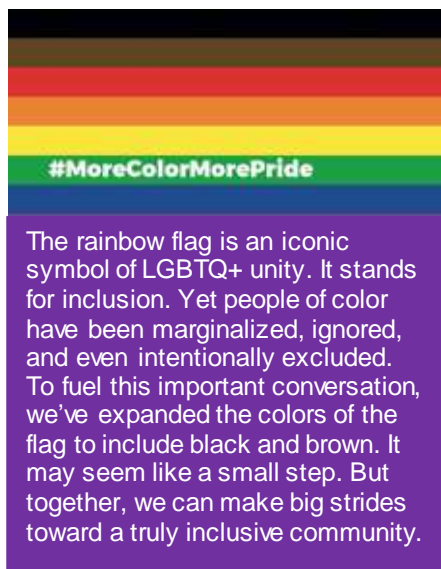 #MoreColorMorePride
The rainbow flag is an iconic
symbol of LGBTQ+ unity. It stands
for inclusion. Yet people of color
have been marginalized, ignored,
and even intentionally excluded.
To fuel this important conversation,
we've expanded the colors of the
flag to include black and brown. It
may seem like a small step. But
together, we can make big strides
toward a truly inclusive community.